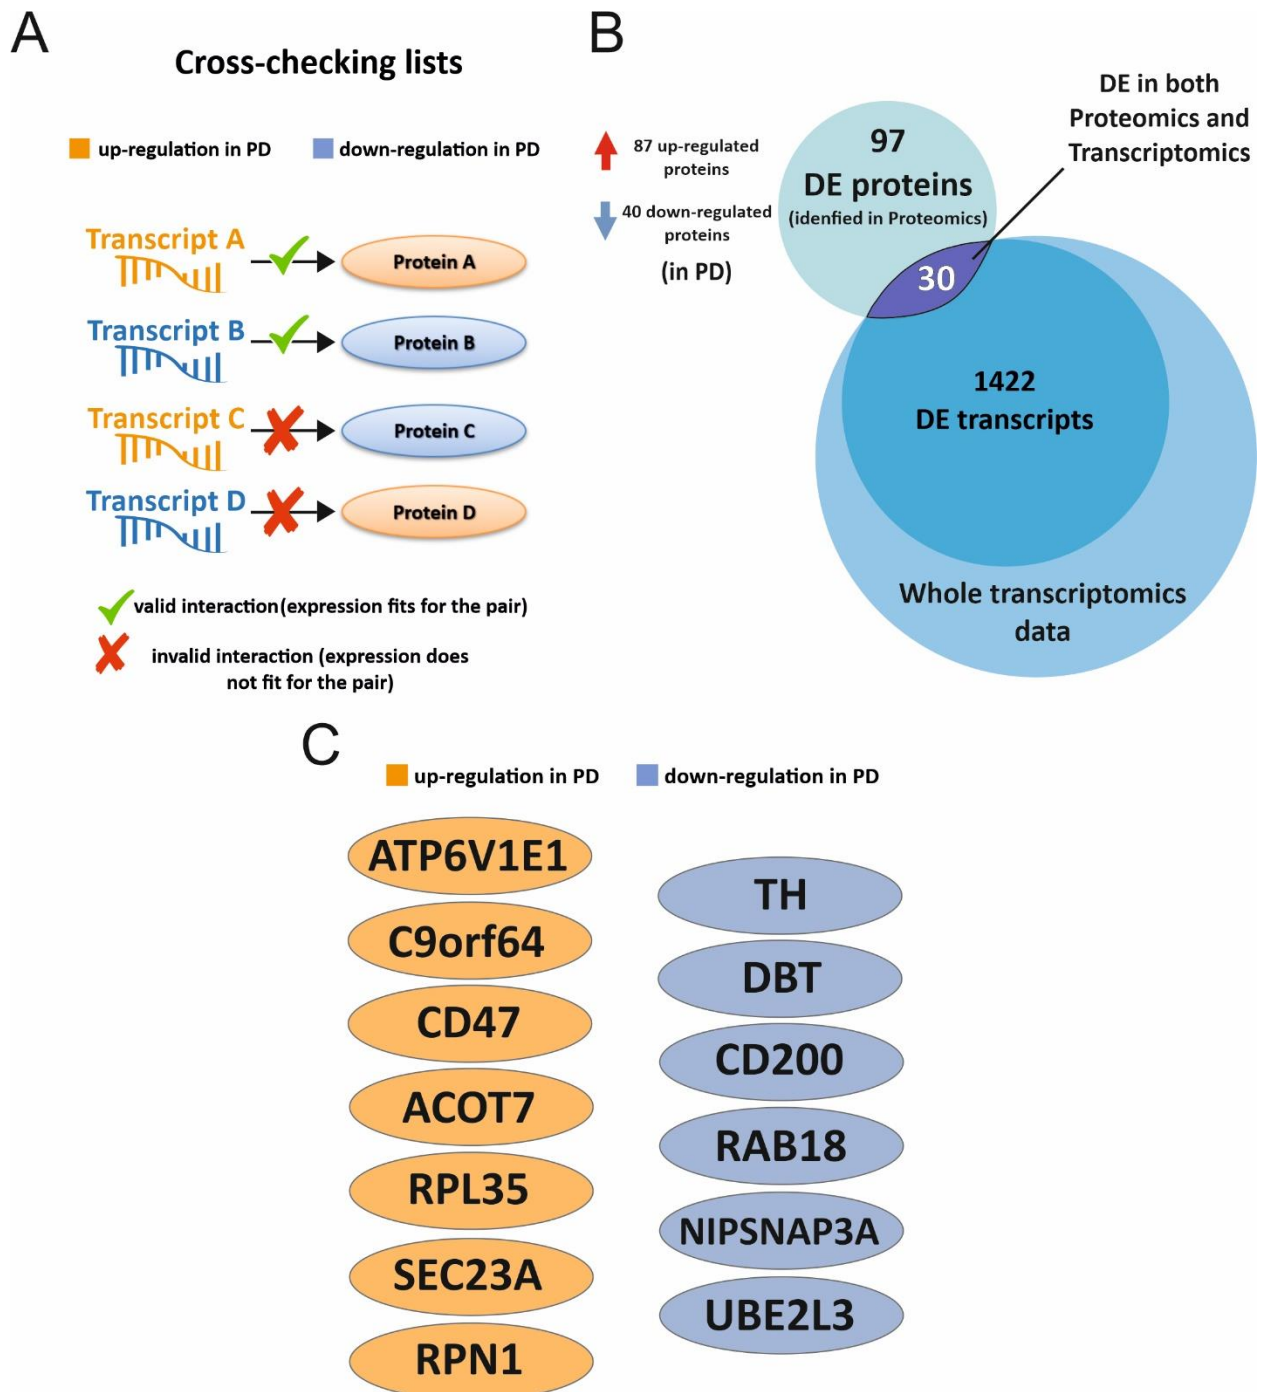 A
Cross-checking lists
up-regulation in PD
down-regulation in PD
Transcript A
Protein A
Transcript B
Protein B
Transcript C
Protein C
Transcript D
Protein D
valid interaction (expression fits for the pair)
invalid interaction (expression does
not fit for the pair)
B
87 up-regulated
proteins
40 down-regulated
proteins
(in PD)
97
DE proteins
(idenfied in Proteomics)
DE in both
Proteomics and
Transcriptomics
30
1422
DE transcripts
Whole transcriptomics
data
C
up-regulation in PD
down-regulation in PD
ATP6V1E1
C9orf64
CD47
ACOT7
RPL35
SEC23A
RPN1
TH
DBT
CD200
RAB18
NIPSNAP3A
UBE2L3